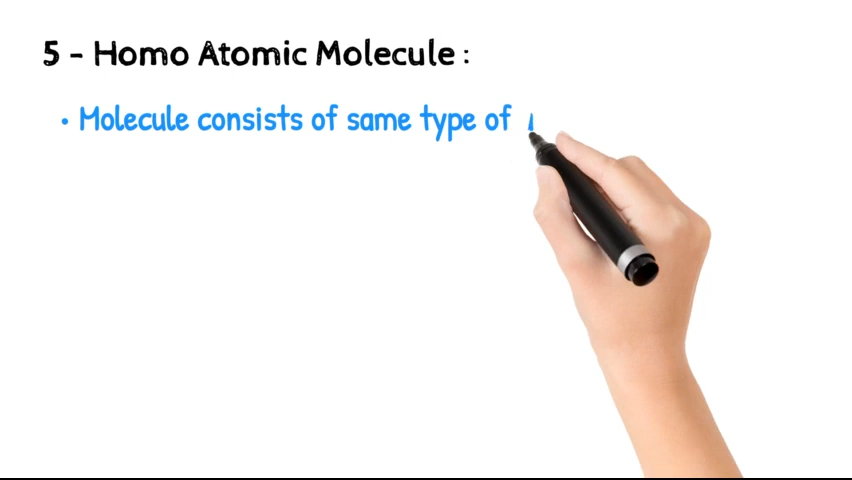 5 - Homo Atomic Molecule :
• Molecule consists of same type of